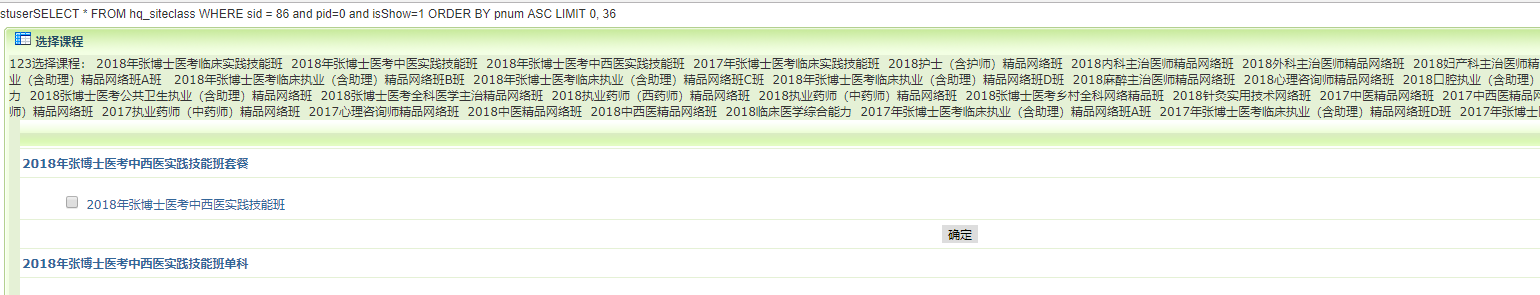 stuserSELECT * FROM hq_siteclass WHERE sid = 86 and pid=0 and isShow=1 ORDER BY pnum ASC LIMIT 0, 36
选择课程
123选择课程： 2018年张博士医考临床实践技能班 2018年张博士医考中医实践技能班 2018年张博士医考中西医实践技能班 2017年张博士医考临床实践技能班 2018护士（含护师）精品网络班 2018内科主治医师精品网络班 2018外科主治医师精品网络班 2018妇产科主治医师精
业（含助理）精品网络班A班 2018年张博士医考临床执业（含助理）精品网络班B班 2018年张博士医考临床执业（含助理）精品网络班C班 2018年张博士医考临床执业（含助理）精品网络班D班 2018麻醉主治医师精品网络班 2018心理咨询师精品网络班 2018口腔执业（含助理）
力 2018张博士医考公共卫生执业（含助理）精品网络班 2018张博士医考全科医学主治精品网络班 2018执业药师（西药师）精品网络班 2018执业药师（中药师）精品网络班 2018张博士医考乡村全科网络精品班 2018针灸实用技术网络班 2017中医精品网络班 2017中西医精品网
师）精品网络班 2017执业药师（中药师）精品网络班 2017心理咨询师精品网络班 2018中医精品网络班 2018中西医精品网络班 2018临床医学综合能力 2017年张博士医考临床执业（含助理）精品网络班A班 2017年张博士医考临床执业（含助理）精品网络班D班 2017年张博士医
2018年张博士医考中西医实践技能班套餐
2018年张博士医考中西医实践技能班
确定
2018年张博士医考中西医实践技能班单科